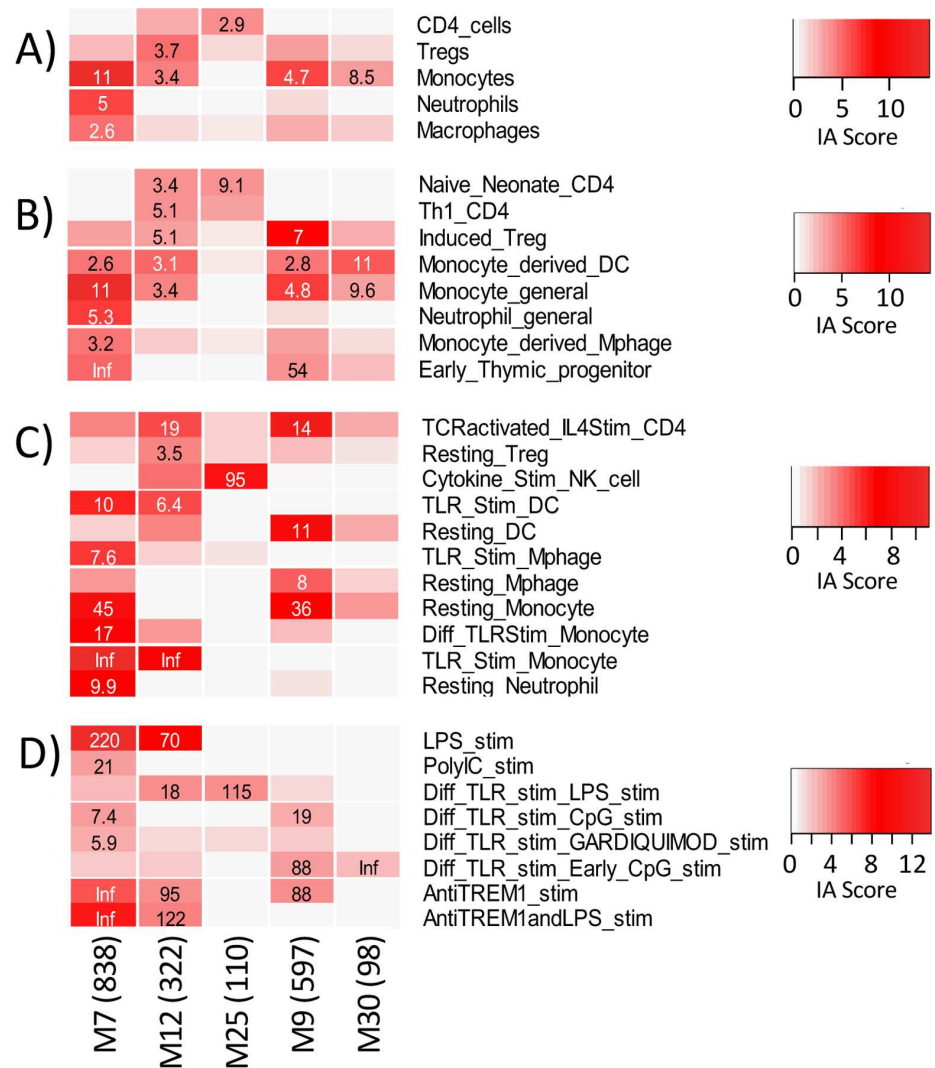 A)
2.9 CD4_cells
3.7 Tregs
11 3.4 4.7 8.5 Monocytes
5 Neutrophils
2.6 Macrophages
0 5 10
IA Score
B)
3.4 9.1 Naive_Neonate_CD4
5.1 Th1_CD4
5.1 7 Induced_Treg
2.6 3.1 2.8 11 Monocyte_derived_DC
11 3.4 4.8 9.6 Monocyte_general
5.3 Neutrophil_general
3.2 Monocyte_derived_Mphage
Inf 54 Early_Thymic_progenitor
0 5 10
IA Score
C)
19 14 TCRactivated_IL4Stim_CD4
3.5 Resting_Treg
95 Cytokine_Stim_NK_cell
10 6.4 TLR_Stim_DC
11 Resting_DC
7.6 TLR_Stim_Mphage
8 Resting_Mphage
45 36 Resting_Monocyte
17 Diff_TLRStim_Monocyte
Inf Inf TLR_Stim_Monocyte
9.9 Resting_Neutrophil
0 4 8
IA Score
D)
220 70 LPS_stim
21 PolyIC_stim
18 115 Diff_TLR_stim_LPS_stim
7.4 19 Diff_TLR_stim_CpG_stim
5.9 Diff_TLR_stim_GARDIQUIMOD_stim
88 Inf Diff_TLR_stim_Early_CpG_stim
Inf 95 88 AntiTREM1_stim
Inf 122 AntiTREM1andLPS_stim
0 4 8 12
IA Score
M7 (838)
M12 (322)
M25 (110)
M9 (597)
M30 (98)